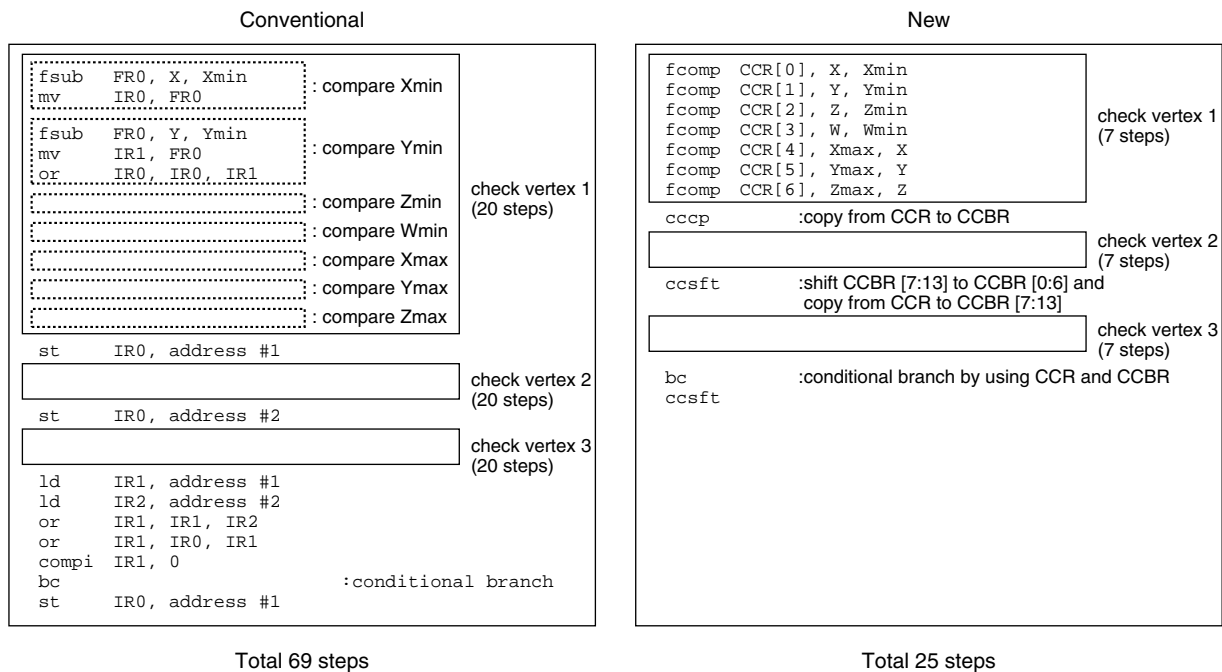 Conventional
fsub FR0, X, Xmin
mv IR0, FR0
: compare Xmin
fsub FR0, Y, Ymin
mv IR1, FR0
or IR0, IR0, IR1
: compare Ymin
: compare Zmin
: compare Wmin
: compare Xmax
: compare Ymax
: compare Zmax
check vertex 1
(20 steps)
st IR0, address #1
check vertex 2
(20 steps)
st IR0, address #2
check vertex 3
(20 steps)
ld IR1, address #1
ld IR2, address #2
or IR1, IR1, IR2
or IR1, IR0, IR1
compi IR1, 0
bc :conditional branch
st IR0, address #1
Total 69 steps
New
fcomp CCR[0], X, Xmin
fcomp CCR[1], Y, Ymin
fcomp CCR[2], Z, Zmin
fcomp CCR[3], W, Wmin
fcomp CCR[4], Xmax, X
fcomp CCR[5], Ymax, Y
fcomp CCR[6], Zmax, Z
check vertex 1
(7 steps)
cccp :copy from CCR to CCBR
check vertex 2
(7 steps)
ccsft :shift CCBR [7:13] to CCBR [0:6] and
copy from CCR to CCBR [7:13]
check vertex 3
(7 steps)
bc :conditional branch by using CCR and CCBR
ccsft
Total 25 steps